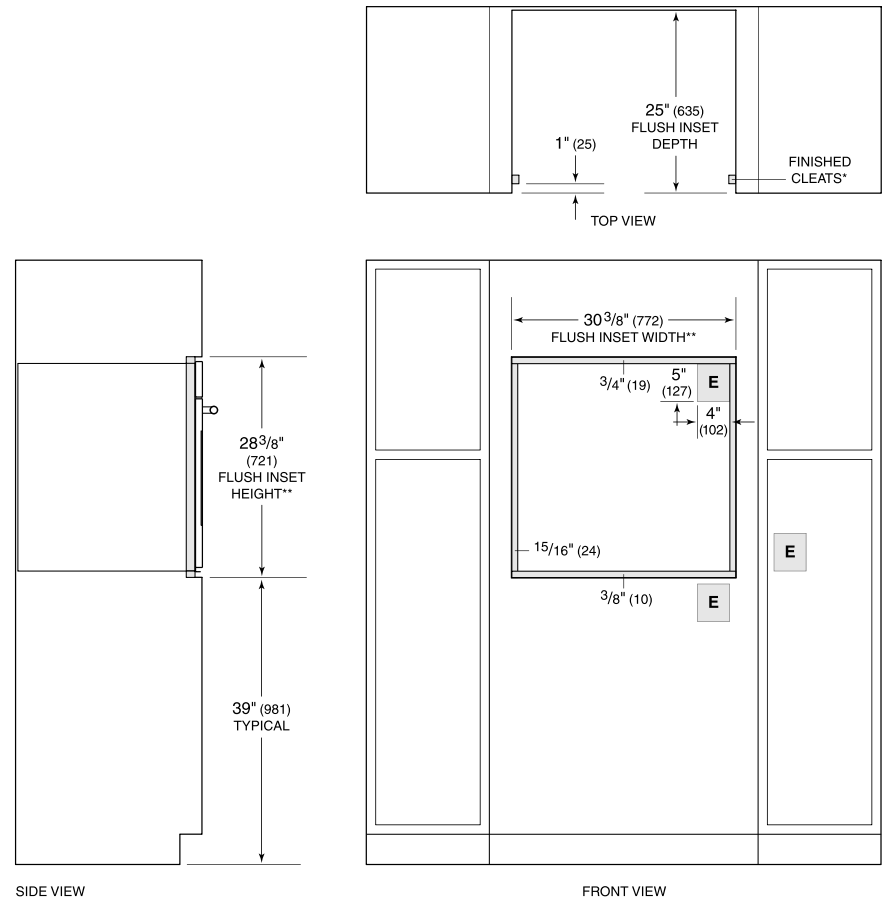 25" (635)
FLUSH INSET
DEPTH
1" (25)
FINISHED
CLEATS*
TOP VIEW
30 3/8" (772)
FLUSH INSET WIDTH**
3/4" (19)
5"
(127)
E
4"
(102)
28 3/8"
(721)
FLUSH INSET
HEIGHT**
15/16" (24)
E
3/8" (10)
E
39" (981)
TYPICAL
SIDE VIEW
FRONT VIEW